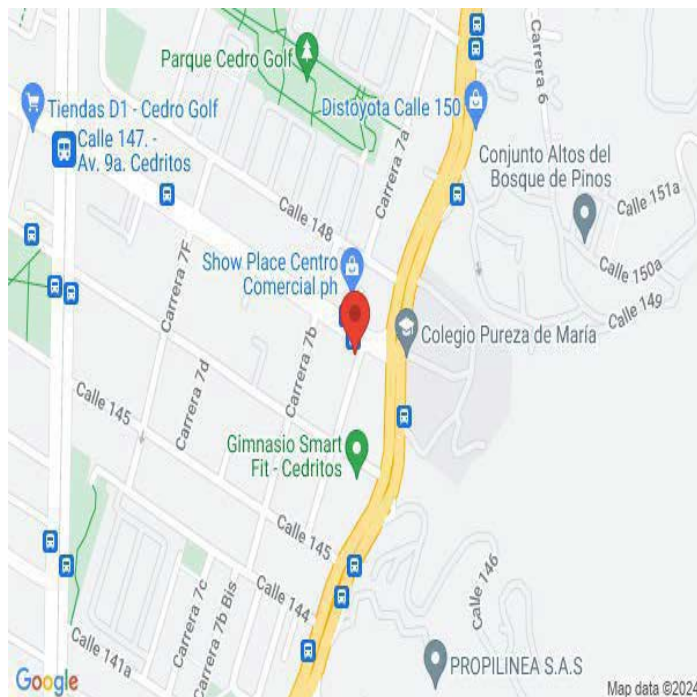 Parque Cedro Golf
Carrera 6
Tiendas D1 - Cedro Golf
Distoyota Calle 150
Calle 147. -
Av. 9a. Cedritos
Carrera 7a
Conjunto Altos del
Bosque de Pinos
Calle 151a
Calle 148
Show Place Centro
Comercial ph
Calle 150a
Calle 149
Carrera 7F
Carrera 7b
Colegio Pureza de María
Carrera 7d
Calle 145
Gimnasio Smart
Fit - Cedritos
Calle 145
Calle 144
Calle 146
Carrera 7c
Carrera 7b Bis
Calle 141a
PROPILINEA S.A.S
Google
Map data ©2024